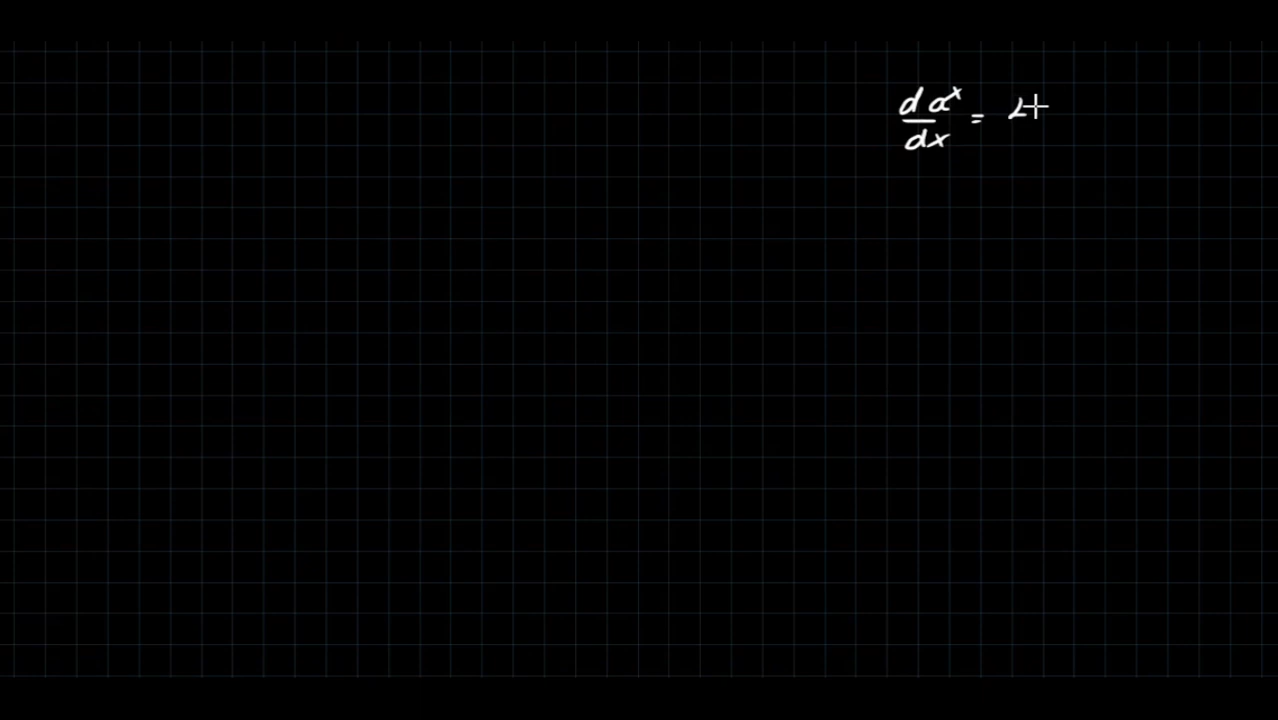 d a^x / dx =